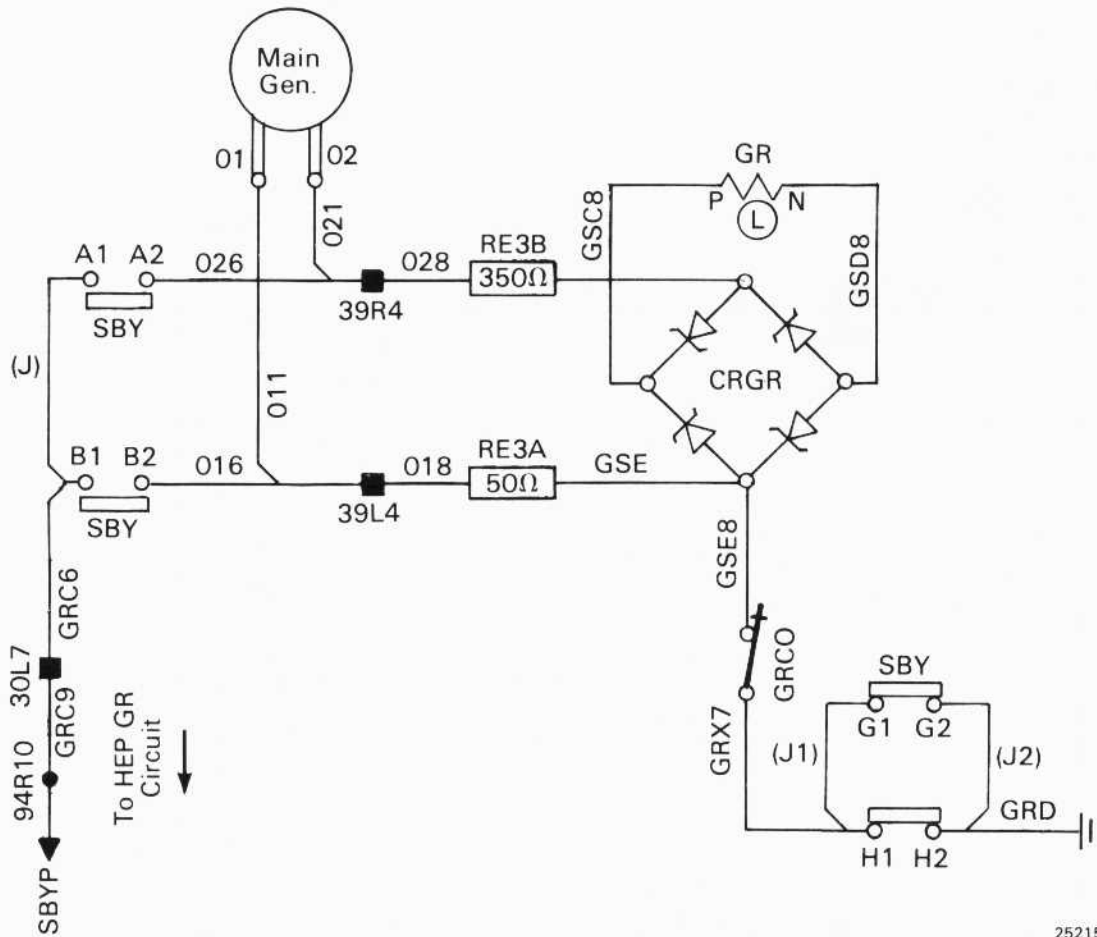 Main
Gen.
01
02
GR
P
N
L
GSC8
GSD8
021
A1
A2
026
028
RE3B
350Ω
SBY
39R4
(J)
011
CRGR
B1
B2
016
018
RE3A
50Ω
GSE
SBY
39L4
GSE8
GRC6
GRCO
30L7
SBY
G1
G2
GRC9
GRX7
(J1)
(J2)
To HEP GR
Circuit
94R10
GRD
H1
H2
SBYP
25215